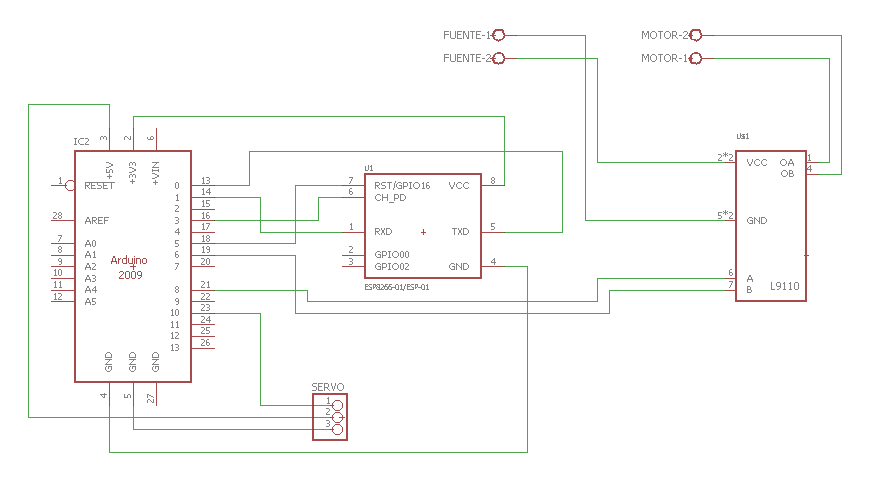 FUENTE-1
MOTOR-2
FUENTE-2
MOTOR-1
IC2
3
2
6
+5V
+3V3
+VIN
1
RESET
28
AREF
7
A0
8
A1
9
A2
10
A3
11
A4
12
A5
Arduino
2009
0
13
1
14
2
15
3
16
4
17
5
18
6
19
7
20
8
21
9
22
10
23
11
24
12
25
13
26
GND
GND
GND
4
5
27
U1
7
RST/GPIO16
VCC
8
6
CH_PD
1
RXD
TXD
5
2
GPIO00
3
GPIO02
GND
4
ESP8266-01/ESP-01
U$1
2*2
VCC
OA
1
OB
4
5*2
GND
6
A
7
B
L9110
SERVO
1
2
3